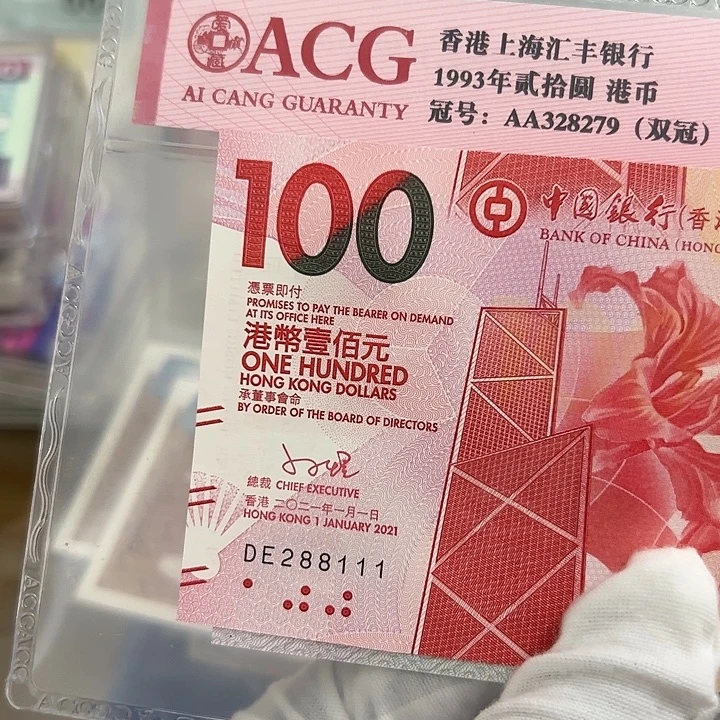 ACG
AI CANG GUARANTY
香港上海汇丰银行
1993年贰拾圆 港币
冠号：AA328279（双冠）
100
中國銀行(香
BANK OF CHINA (HONG
憑票即付
PROMISES TO PAY THE BEARER ON DEMAND
AT ITS OFFICE HERE
港幣壹佰元
ONE HUNDRED
HONG KONG DOLLARS
承董事會命
BY ORDER OF THE BOARD OF DIRECTORS
總裁 CHIEF EXECUTIVE
香港 二〇二一年一月一日
HONG KONG 1 JANUARY 2021
DE288111
ACG